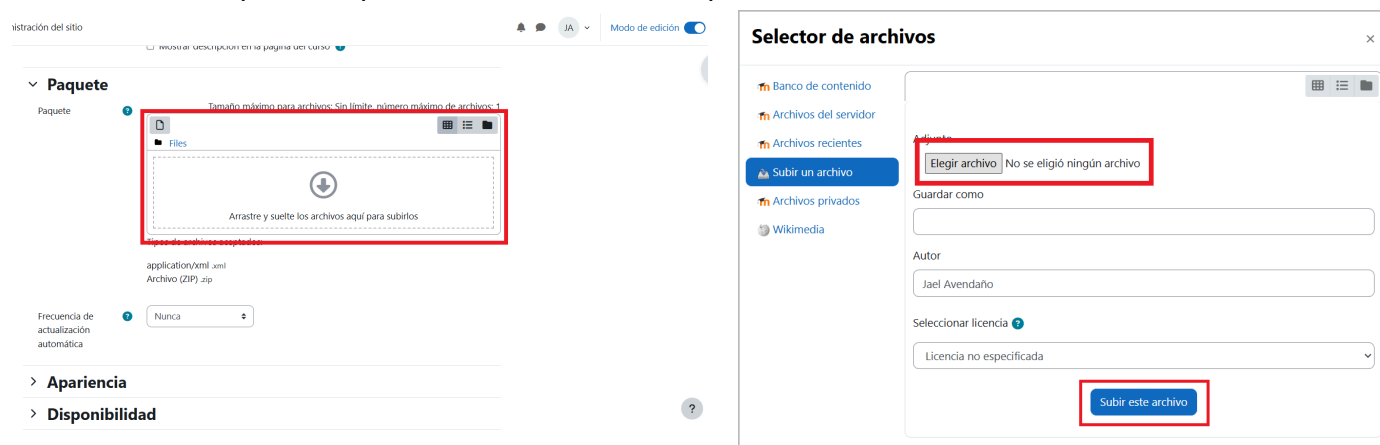 nistración del sitio
JA
Modo de edición
Mostrar descripción en la página del curso
Paquete
Paquete
Tamaño máximo para archivos: Sin límite, número máximo de archivos: 1
Files
Arrastre y suelte los archivos aquí para subirlos
Tipos de archivos aceptados:
application/xml .xml
Archivo (ZIP) .zip
Frecuencia de
actualización
automática
Nunca
Apariencia
Disponibilidad
?
Selector de archivos
×
Banco de contenido
Archivos del servidor
Archivos recientes
Subir un archivo
Archivos privados
Wikimedia
Adjunto
Elegir archivo No se eligió ningún archivo
Guardar como
Autor
Jael Avendaño
Seleccionar licencia ?
Licencia no especificada
Subir este archivo